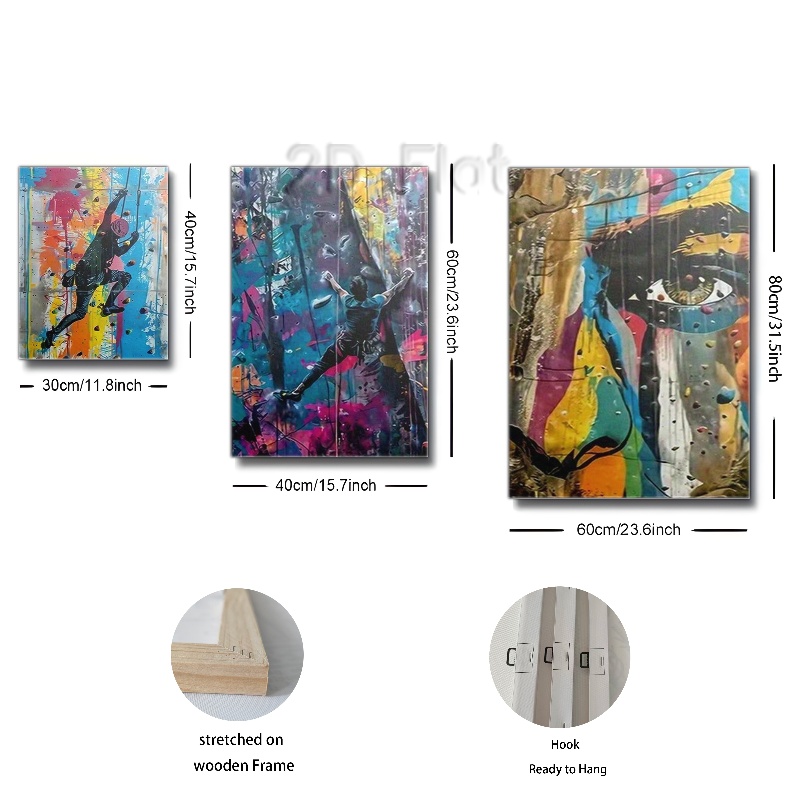 2D Flat
40cm/15.7inch
30cm/11.8inch
60cm/23.6inch
40cm/15.7inch
80cm/31.5inch
60cm/23.6inch
stretched on
wooden Frame
Hook
Ready to Hang